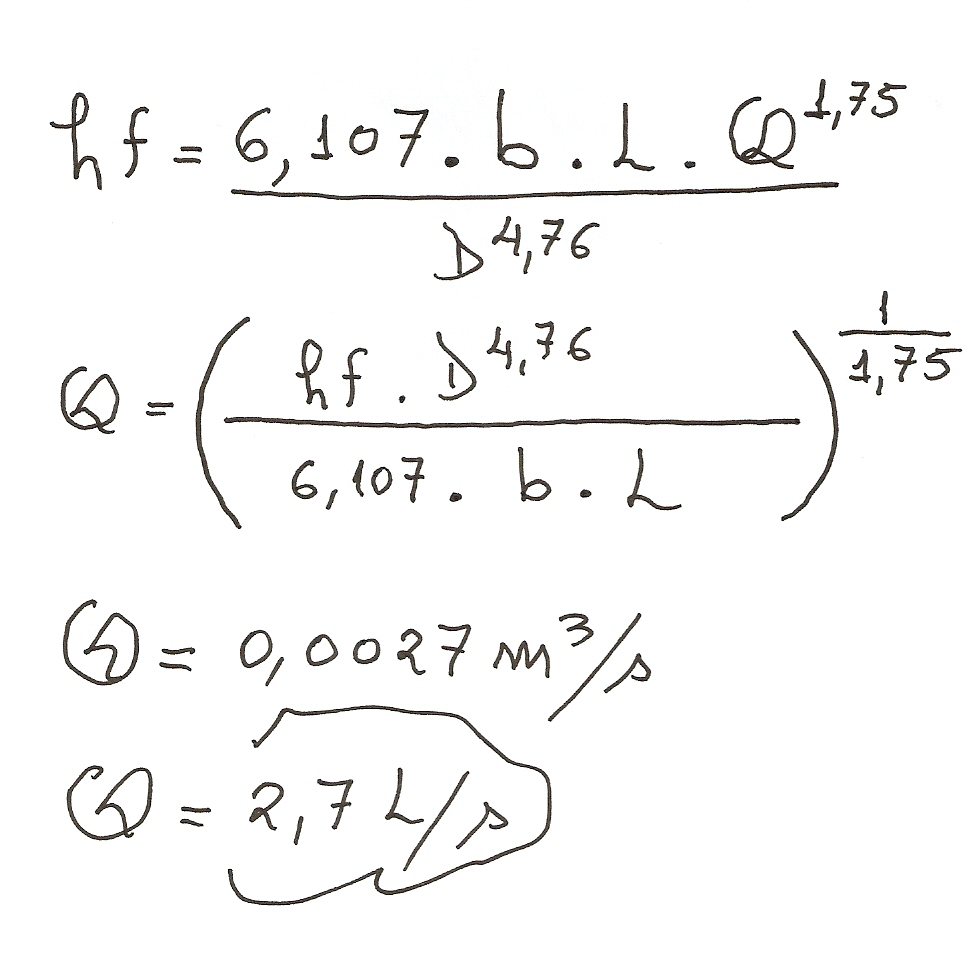 hf = 6,107 . b . L . Q^1,75 / D^4,76
Q = (hf . D^4,76 / 6,107 . b . L)^1/1,75
Q = 0,0027 m³/s
Q = 2,7 L/s